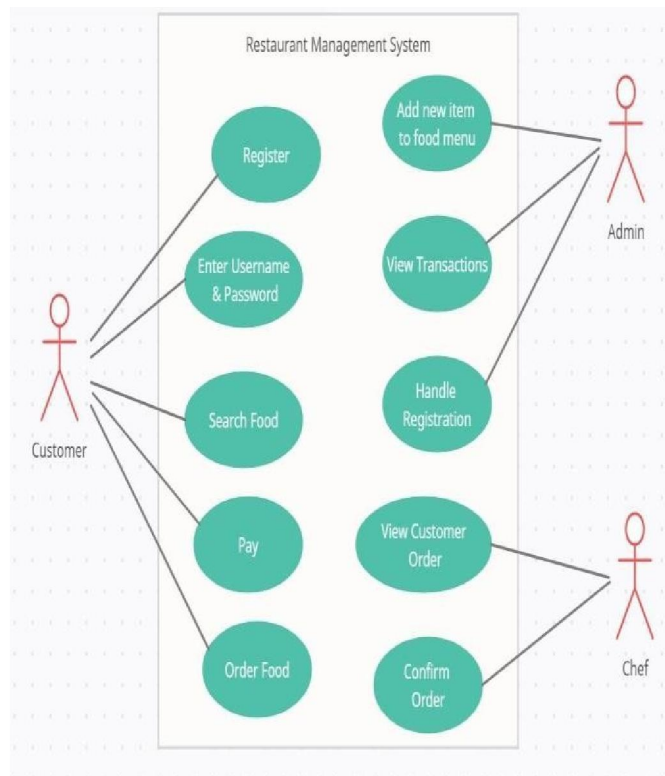 Restaurant Management System
Register
Add new item
to food menu
Admin
Enter Username
& Password
View Transactions
Customer
Search Food
Handle
Registration
Pay
View Customer
Order
Order Food
Confirm
Order
Chef